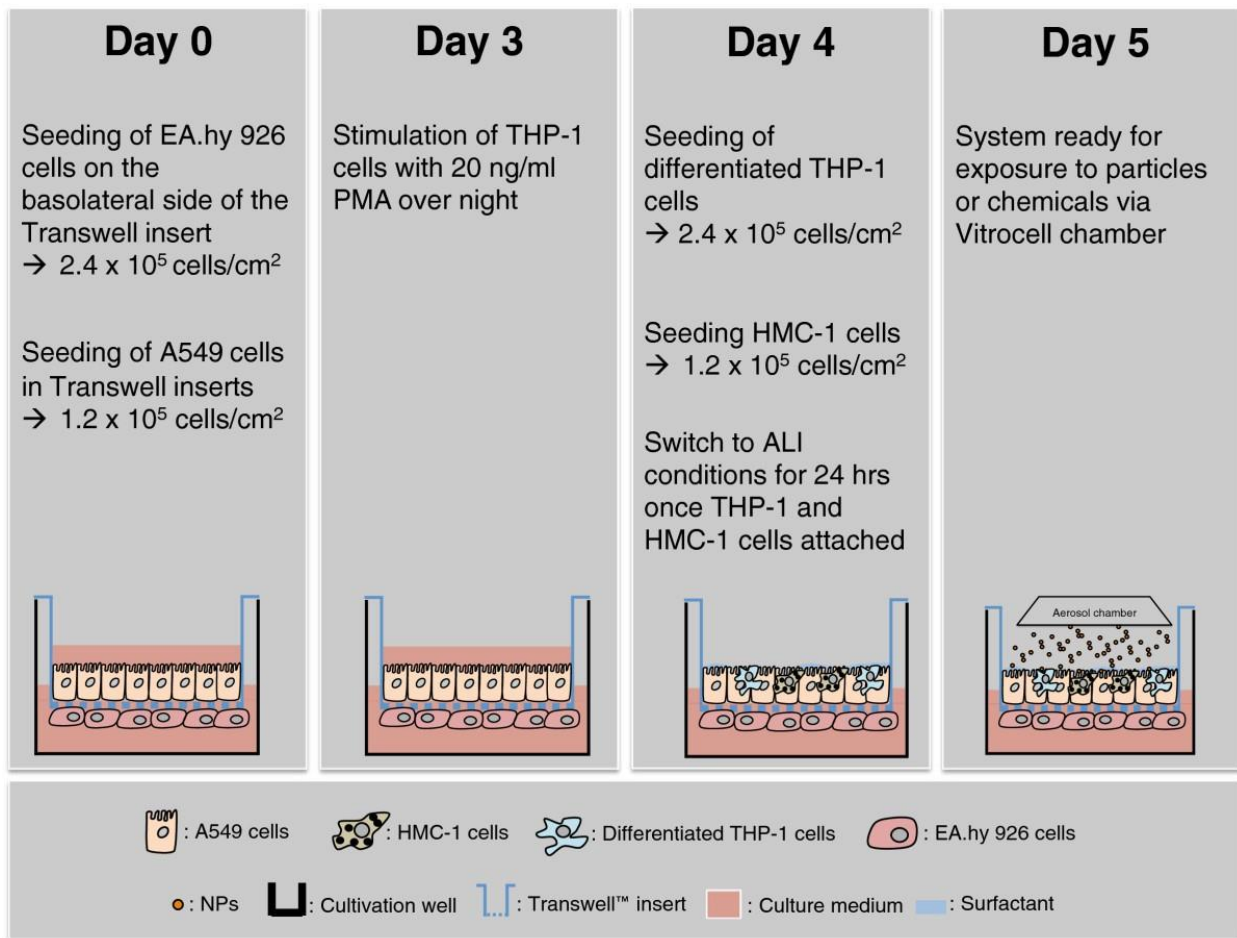 Day 0
Seeding of EA.hy 926
cells on the
basolateral side of the
Transwell insert
→ 2.4 x 10⁵ cells/cm²
Seeding of A549 cells
in Transwell inserts
→ 1.2 x 10⁵ cells/cm²
Day 3
Stimulation of THP-1
cells with 20 ng/ml
PMA over night
Day 4
Seeding of
differentiated THP-1
cells
→ 2.4 x 10⁵ cells/cm²
Seeding HMC-1 cells
→ 1.2 x 10⁵ cells/cm²
Switch to ALI
conditions for 24 hrs
once THP-1 and
HMC-1 cells attached
Day 5
System ready for
exposure to particles
or chemicals via
Vitrocell chamber
Aerosol chamber
: A549 cells
: HMC-1 cells
: Differentiated THP-1 cells
: EA.hy 926 cells
: NPs
: Cultivation well
: Transwell™ insert
: Culture medium
: Surfactant